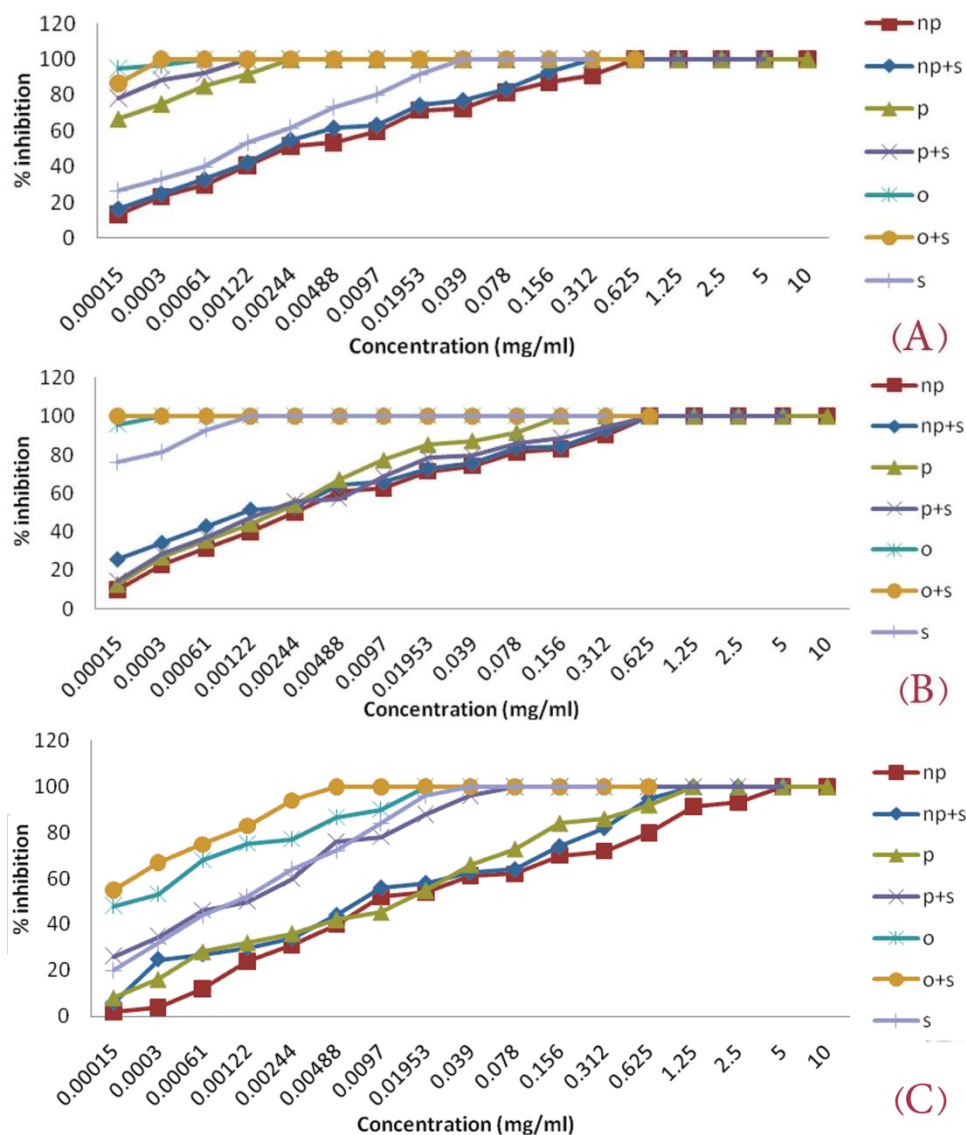 120
100
80
60
40
20
0
% inhibition
0.00015
0.0003
0.00061
0.00122
0.00244
0.00488
0.0097
0.01953
0.039
0.078
0.156
0.312
0.625
1.25
2.5
5
10
Concentration (mg/ml)
np
np+s
p
p+s
o
o+s
s
(A)
120
100
80
60
40
20
0
% inhibition
0.00015
0.0003
0.00061
0.00122
0.00244
0.00488
0.0097
0.01953
0.039
0.078
0.156
0.312
0.625
1.25
2.5
5
10
Concentration (mg/ml)
np
np+s
p
p+s
o
o+s
s
(B)
120
100
80
60
40
20
0
% inhibition
0.00015
0.0003
0.00061
0.00122
0.00244
0.00488
0.0097
0.01953
0.039
0.078
0.156
0.312
0.625
1.25
2.5
5
10
Concentration (mg/ml)
np
np+s
p
p+s
o
o+s
s
(C)